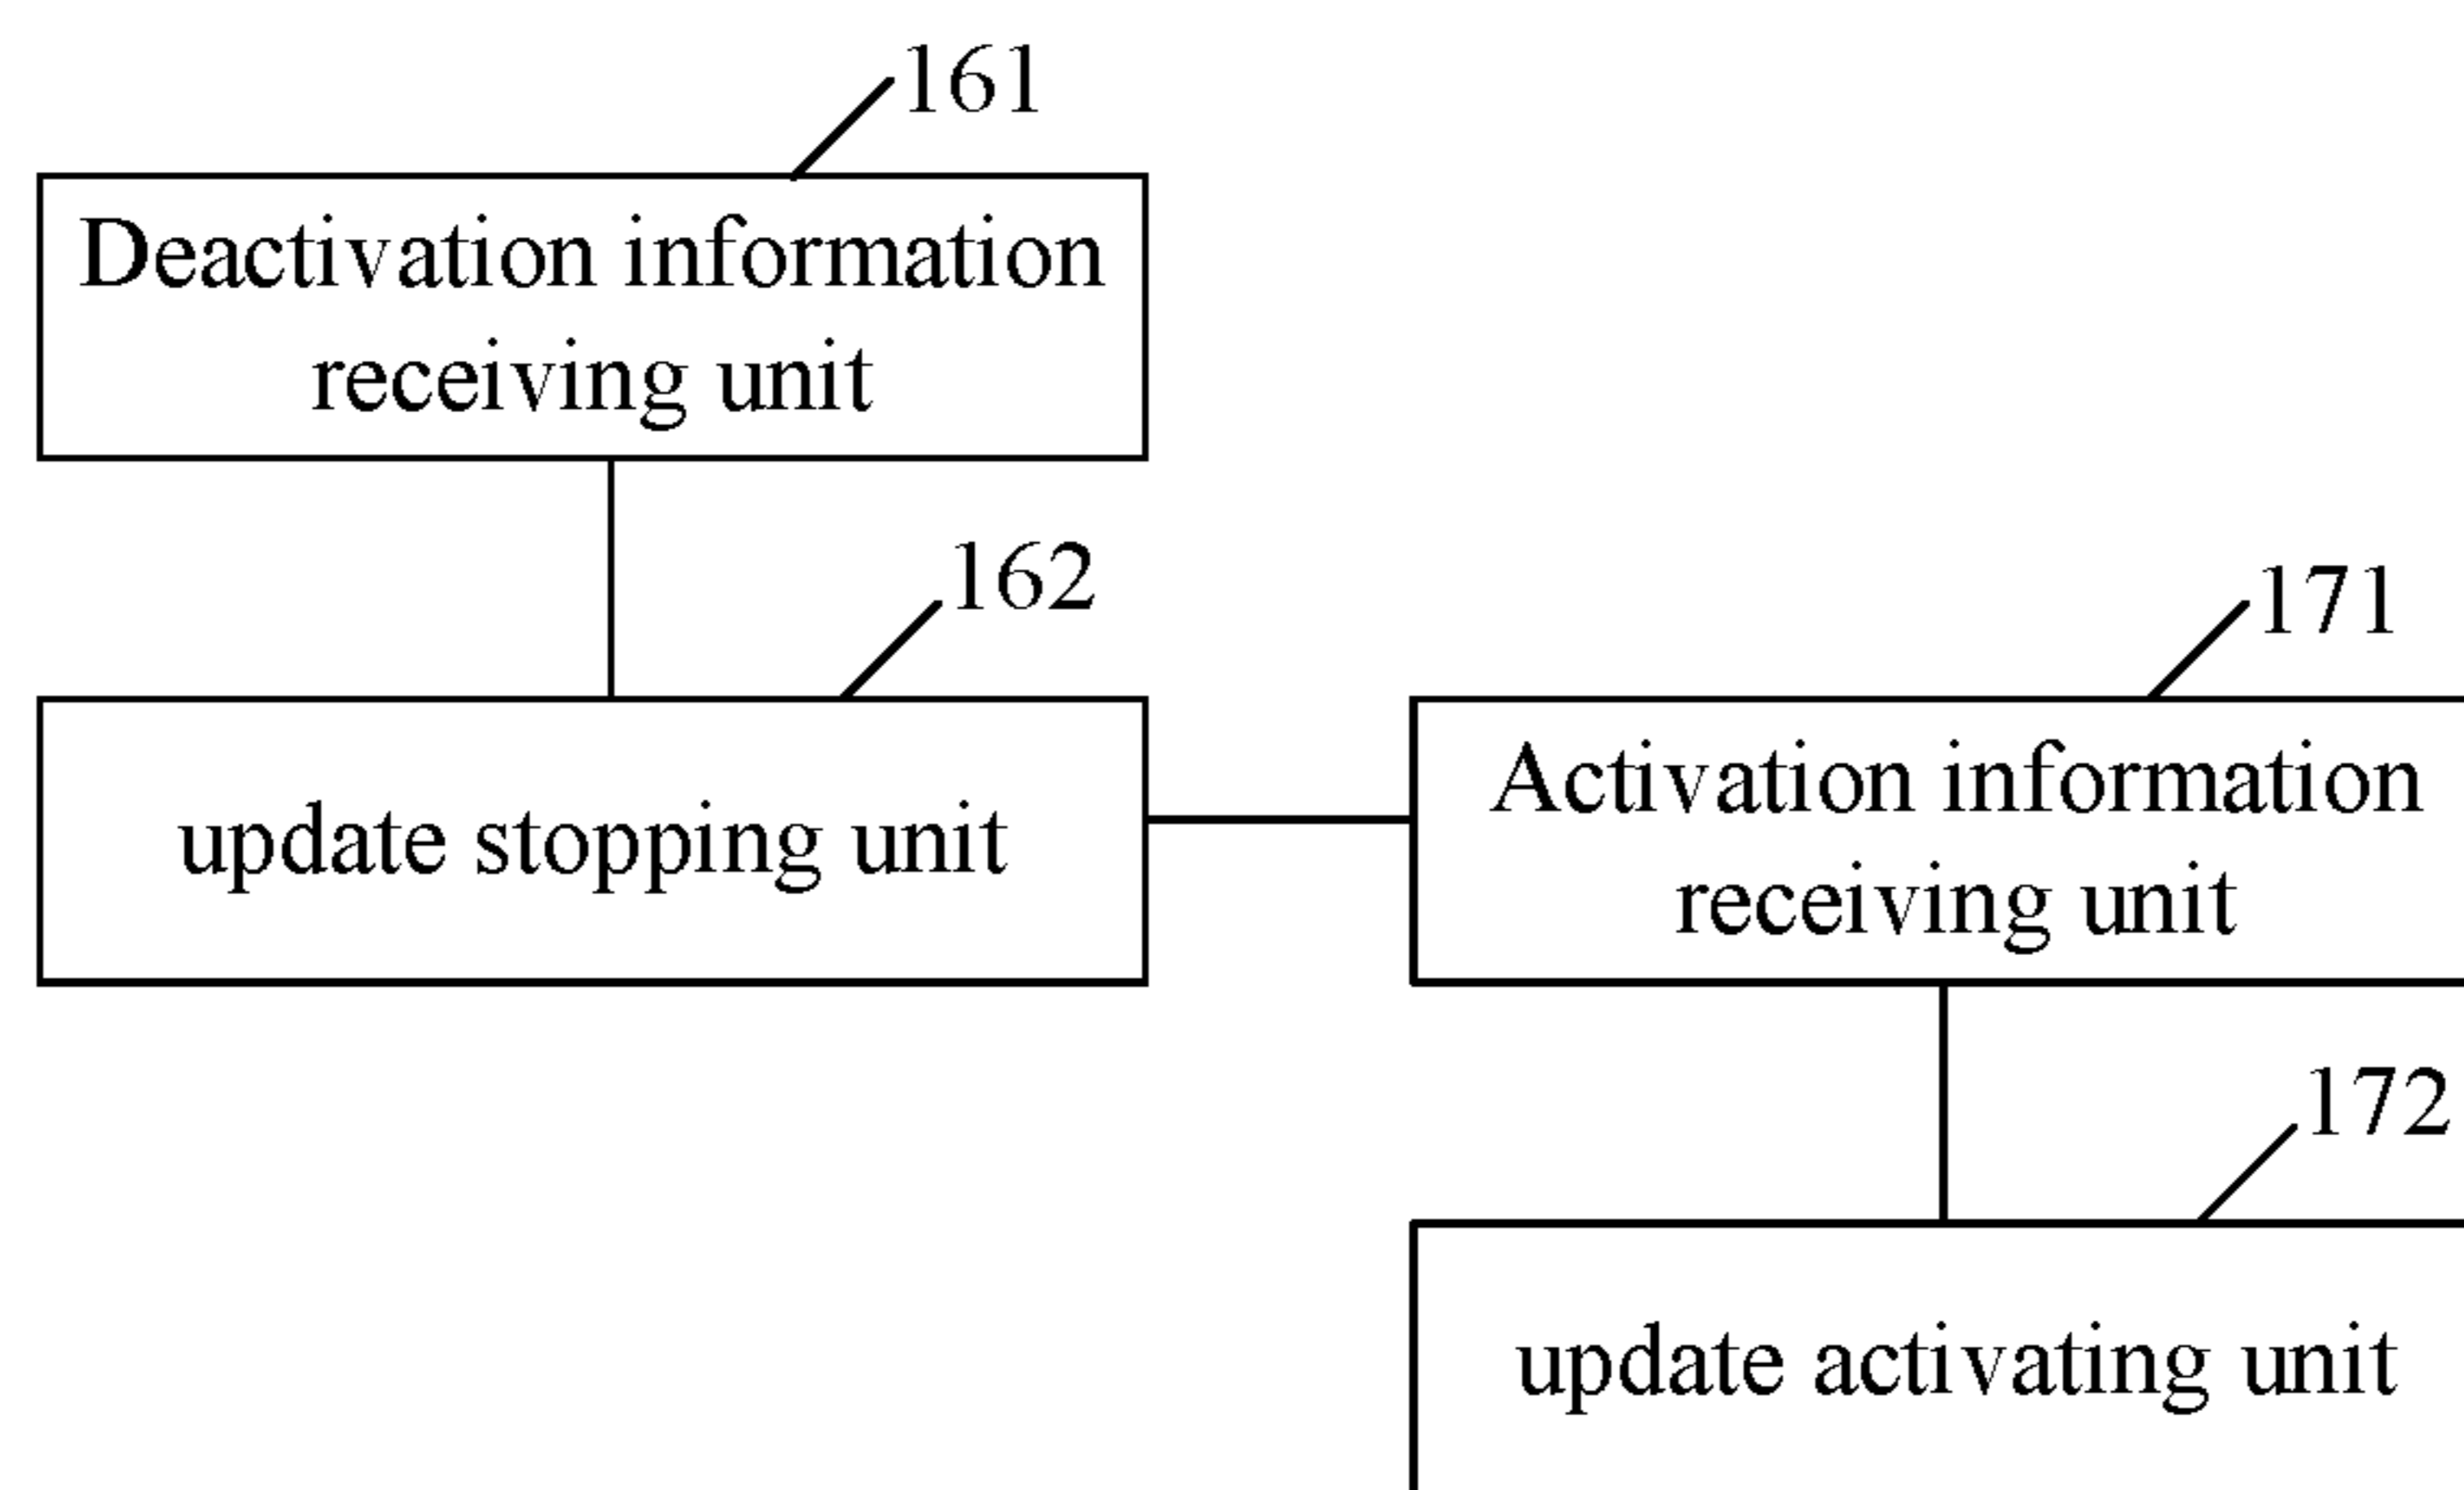 161
Deactivation information
receiving unit
162
update stopping unit
171
Activation information
receiving unit
172
update activating unit